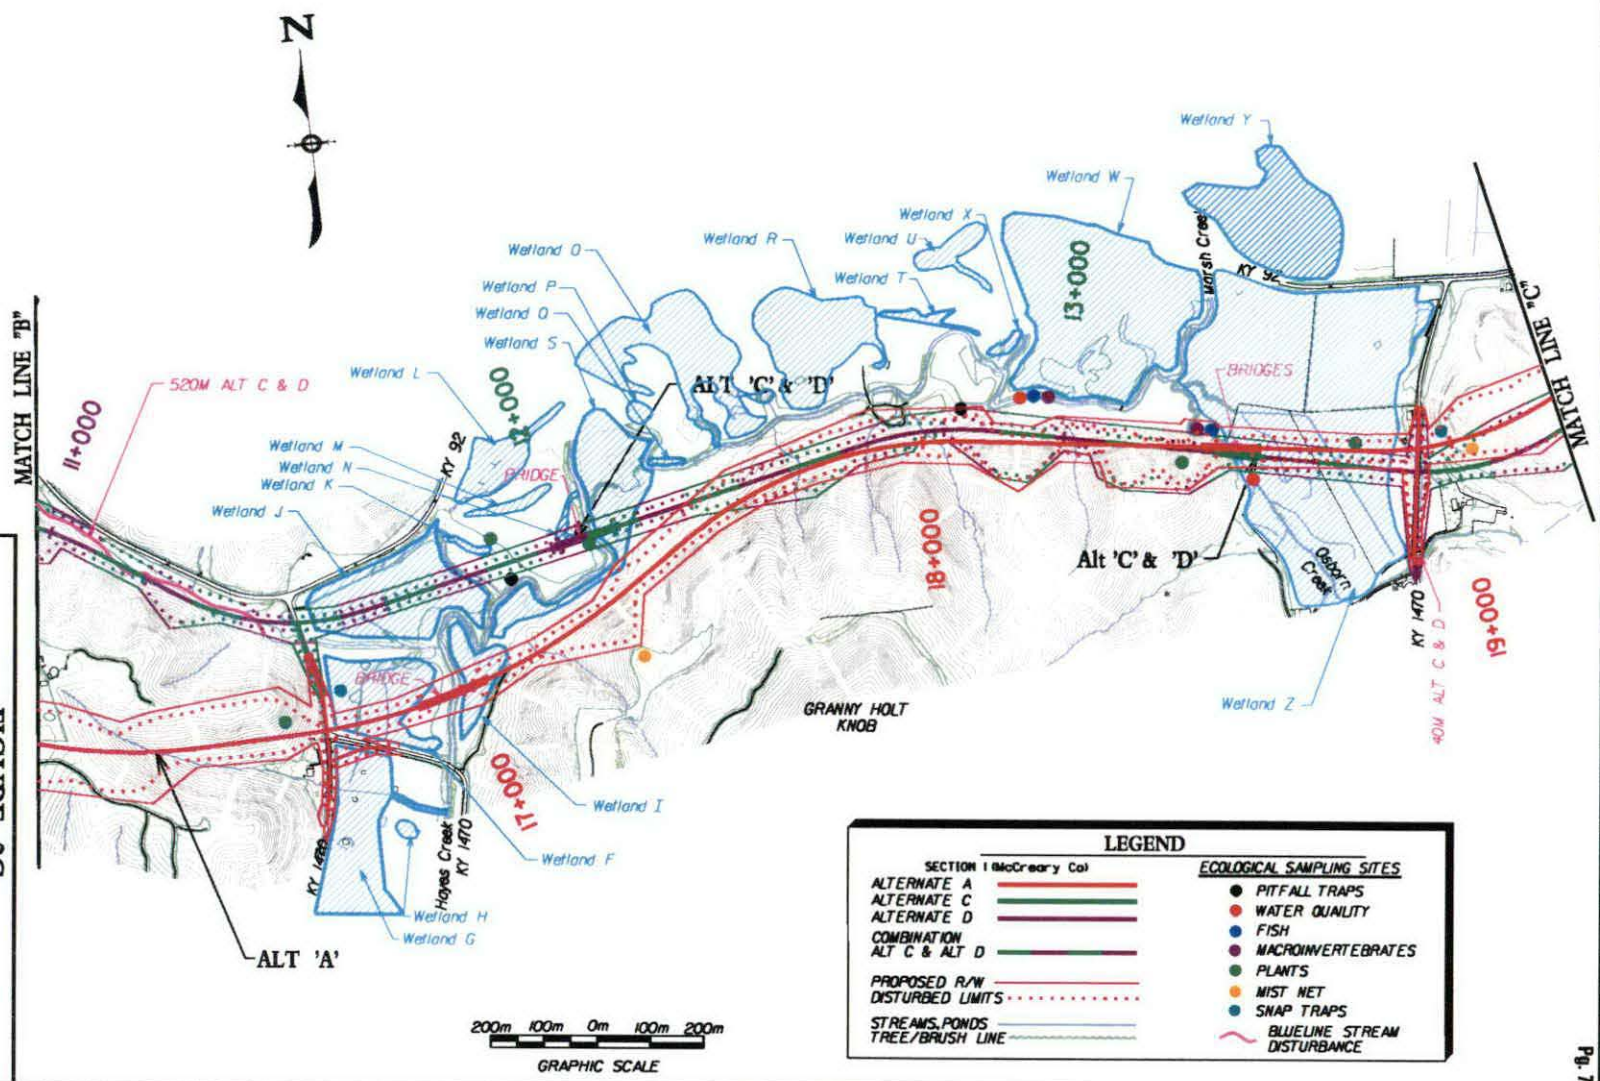 N
Wetland Y
Wetland W
Wetland X
Wetland U
Wetland T
Wetland R
Wetland O
Wetland P
Wetland Q
Wetland S
Wetland L
Wetland M
Wetland N
Wetland K
Wetland J
MATCH LINE "B"
MATCH LINE "C"
520M ALT C & D
11+000
12+000
13+000
KY 92
Marsh Creek
KY 92
ALT 'C' & 'D'
BRIDGE
BRIDGES
BRIDGE
Alt 'C' & 'D'
Osborn
Creek
KY 1470
40M ALT C & D
18+000
19+000
17+000
Wetland Z
GRANNY HOLT
KNOB
Wetland I
Wetland F
Wetland H
Wetland G
Hayes Creek
KY 1470
KY 1470
ALT 'A'
200m 100m 0m 100m 200m
GRAPHIC SCALE
LEGEND
SECTION 1 (McCreary Co)
ALTERNATE A
ALTERNATE C
ALTERNATE D
COMBINATION
ALT C & ALT D
PROPOSED R/W
DISTURBED LIMITS
STREAMS, PONDS
TREE/BRUSH LINE
ECOLOGICAL SAMPLING SITES
PITFALL TRAPS
WATER QUAILITY
FISH
MACROINVERTEBRATES
PLANTS
MIST NET
SNAP TRAPS
BLUELINE STREAM
DISTURBANCE
Pg. 7